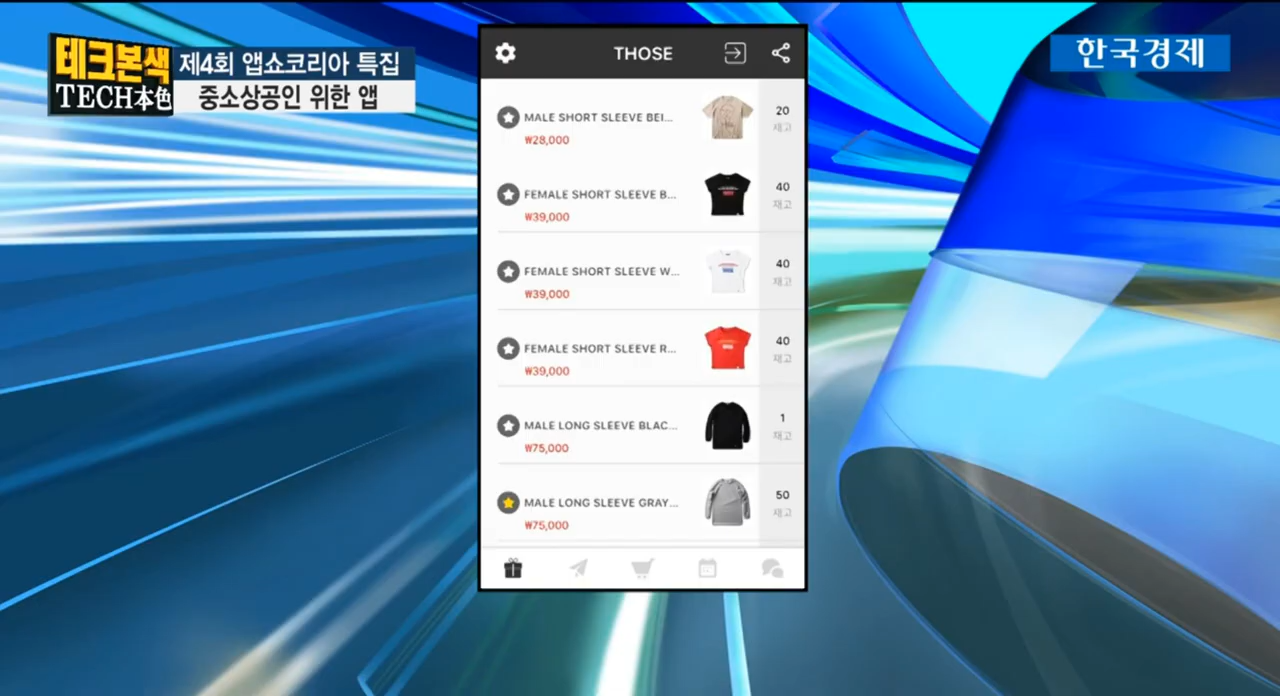 테크본색
TECH本色
제4회 앱쇼코리아 특집
중소상공인 위한 앱
한국경제
THOSE
MALE SHORT SLEEVE BEI...
₩28,000
20
재고
FEMALE SHORT SLEEVE B...
₩39,000
40
재고
FEMALE SHORT SLEEVE W...
₩39,000
40
재고
FEMALE SHORT SLEEVE R...
₩39,000
40
재고
MALE LONG SLEEVE BLAC...
₩75,000
1
재고
MALE LONG SLEEVE GRAY...
₩75,000
50
재고